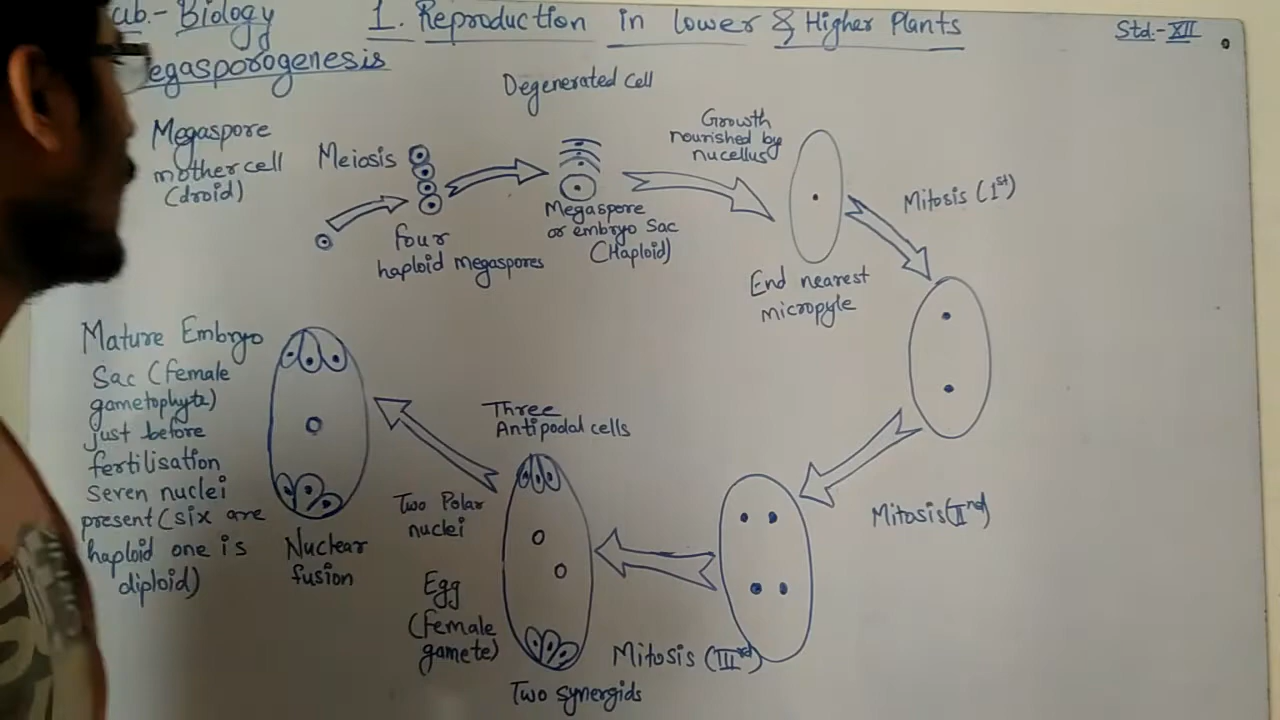 ub.- Biology
1. Reproduction in lower & Higher Plants
Std.- XII
egasporogenesis
Degenerated cell
Megaspore
mother cell
(droid)
Meiosis
four
haploid megaspores
Megaspore
or embryo Sac
(Haploid)
Growth
nourished by
nucellus
End nearest
micropyle
Mitosis (1st)
Mitosis (IInd)
Mitosis (IIIrd)
Three
Antipodal cells
Two Polar
nuclei
Egg
(female
gamete)
Two synergids
Mature Embryo
Sac (female
gametophyte)
just before
fertilisation
seven nuclei
present (six are
haploid one is
diploid)
Nuclear
fusion